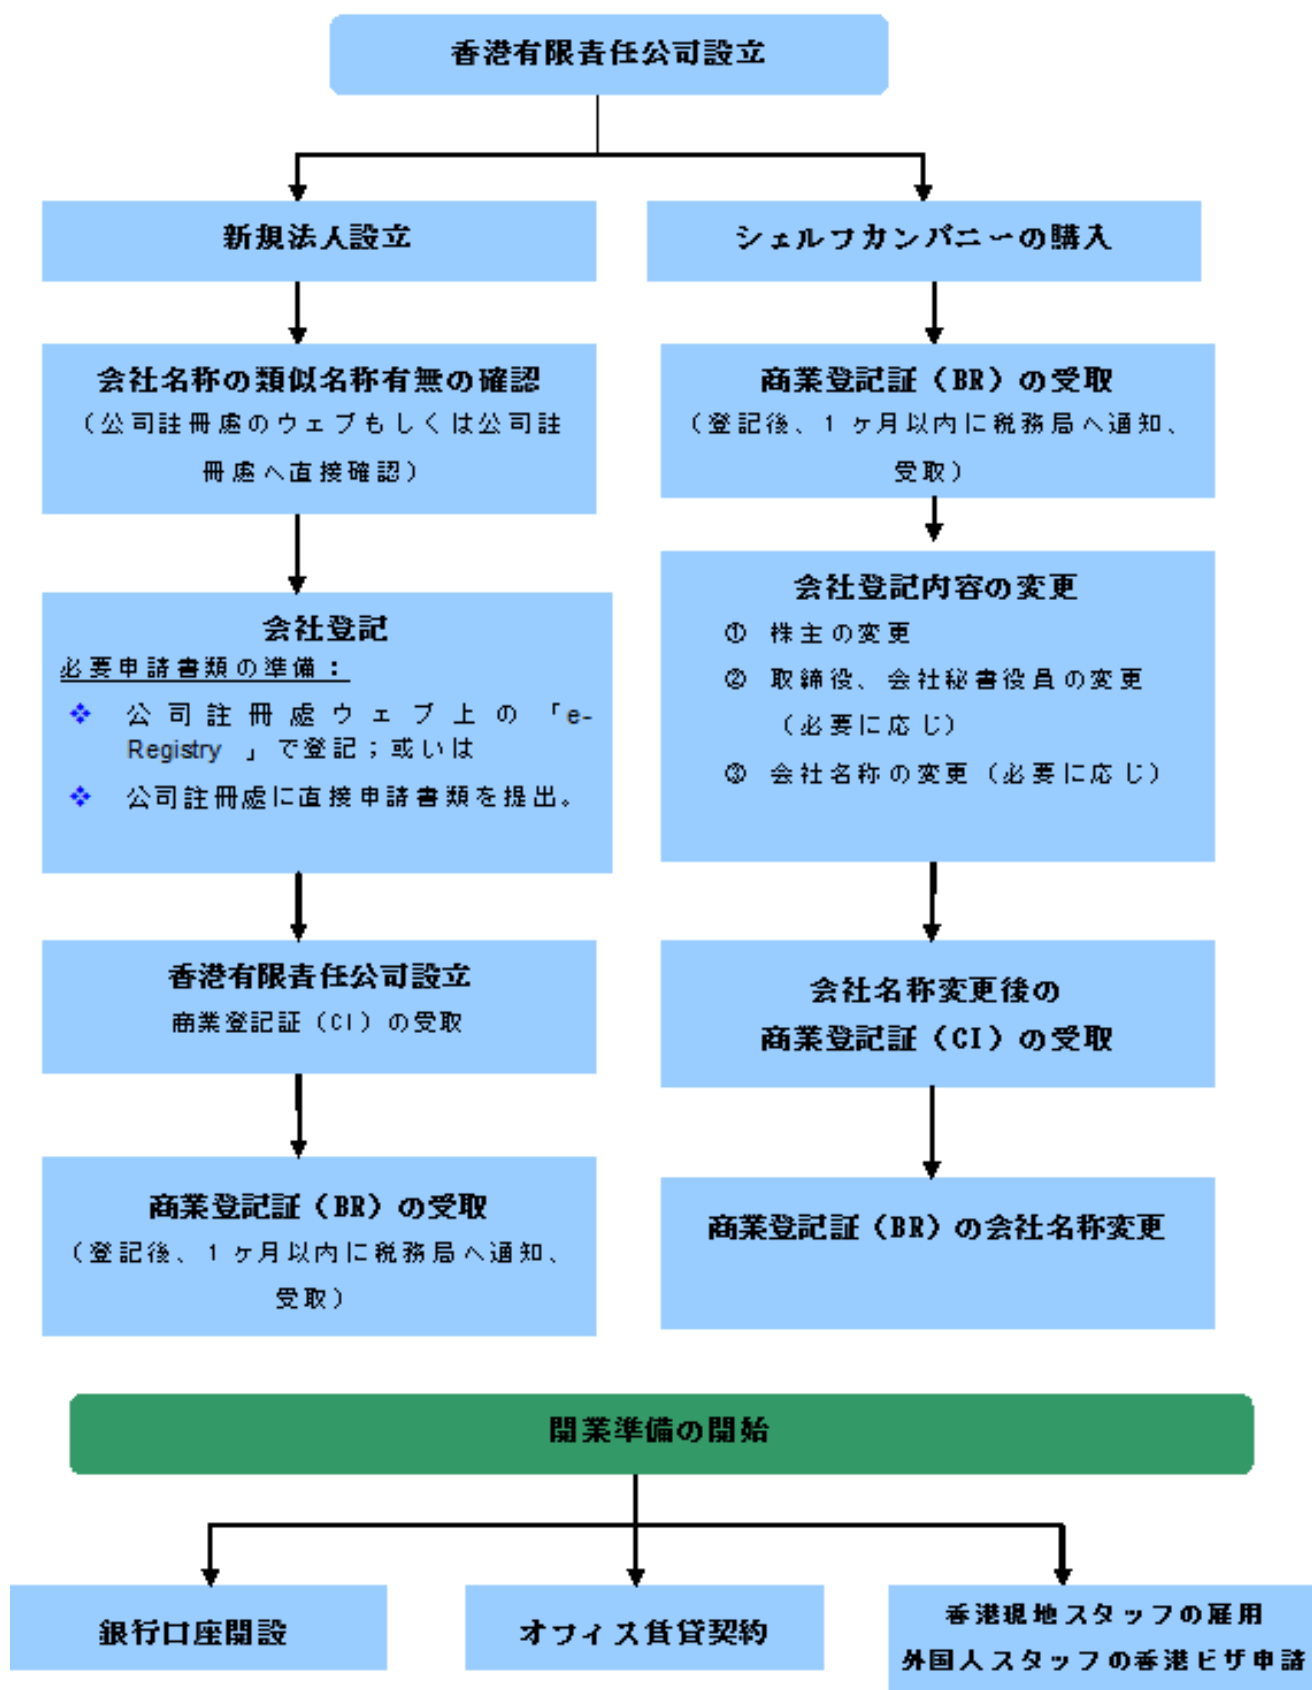 香港有限責任公司設立
新規法人設立
会社名称の類似名称有無の確認
（公司註冊處のウェブもしくは公司註
冊處へ直接確認）
会社登記
必要申請書類の準備：
❖ 公司註冊處ウェブ上の「e-
Registry 」で登記；或いは
❖ 公司註冊處に直接申請書類を提出。
香港有限責任公司設立
商業登記証（CI）の受取
商業登記証（BR）の受取
（登記後、1ヶ月以内に税務局へ通知、
受取）
シェルフカンパニーの購入
商業登記証（BR）の受取
（登記後、1ヶ月以内に税務局へ通知、
受取）
会社登記内容の変更
① 株主の変更
② 取締役、会社秘書役員の変更
（必要に応じ）
③ 会社名称の変更（必要に応じ）
会社名称変更後の
商業登記証（CI）の受取
商業登記証（BR）の会社名称変更
開業準備の開始
銀行口座開設
オフィス賃貸契約
香港現地スタッフの雇用
外国人スタッフの香港ビザ申請